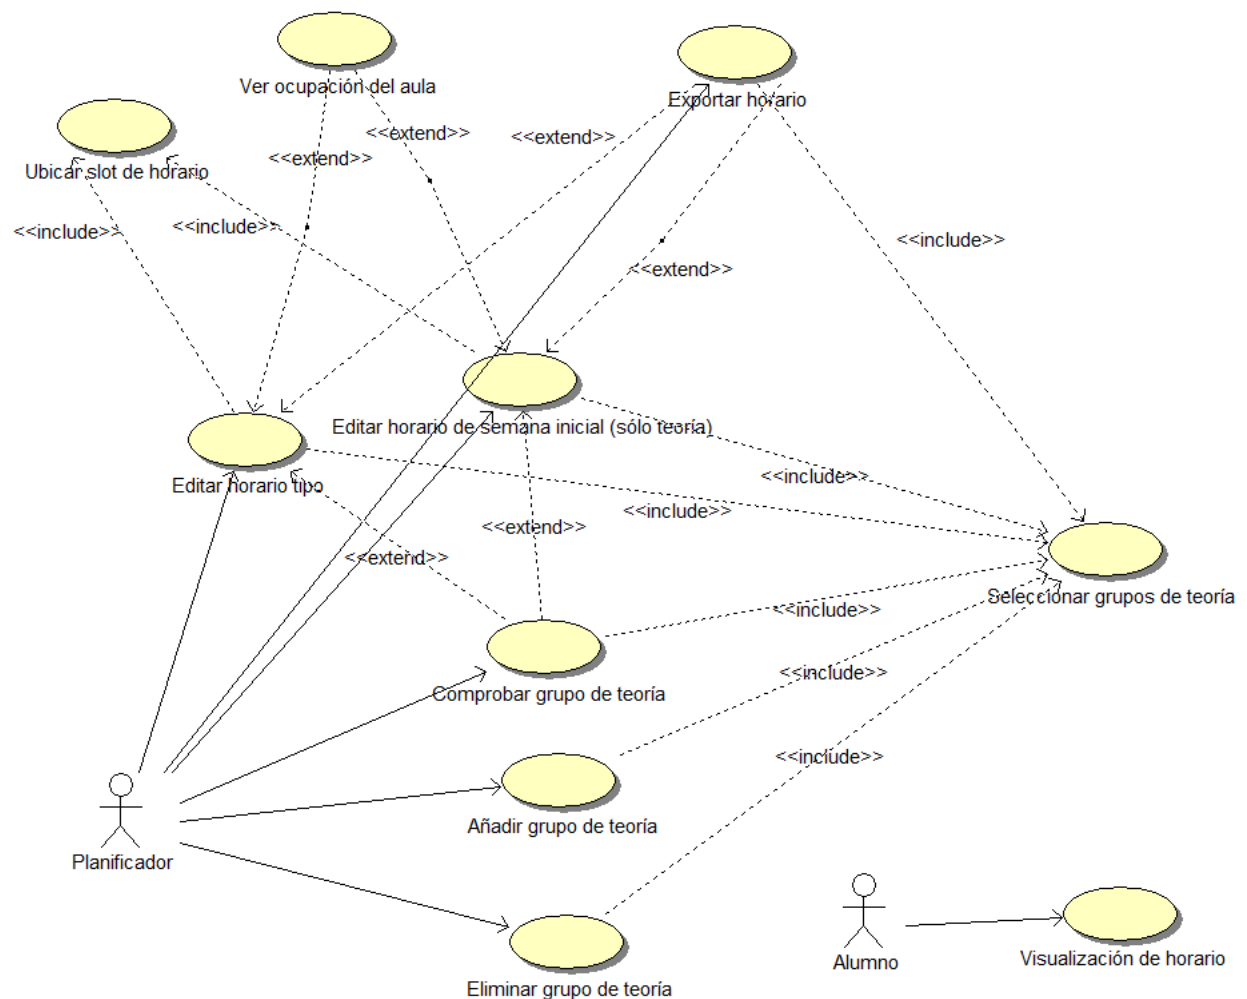 Ver ocupación del aula
Exportar horario
<<extend>>
<<extend>>
<<extend>>
Ubicar slot de horario
<<include>>
<<include>>
<<include>>
<<extend>>
Editar horario de semana inicial (sólo teoría)
Editar horario tipo
<<include>>
<<include>>
<<extend>>
<<extend>>
Seleccionar grupos de teoría
<<include>>
Comprobar grupo de teoría
<<include>>
<<include>>
Añadir grupo de teoría
Planificador
Alumno
Visualización de horario
Eliminar grupo de teoría